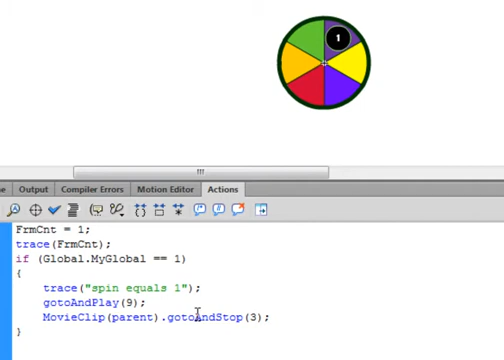 1
Output Compiler Errors Motion Editor Actions
FrmCnt = 1;
trace(FrmCnt);
if (Global.MyGlobal == 1)
{
trace("spin equals 1");
gotoAndPlay(9);
MovieClip(parent).gotoAndStop(3);
}